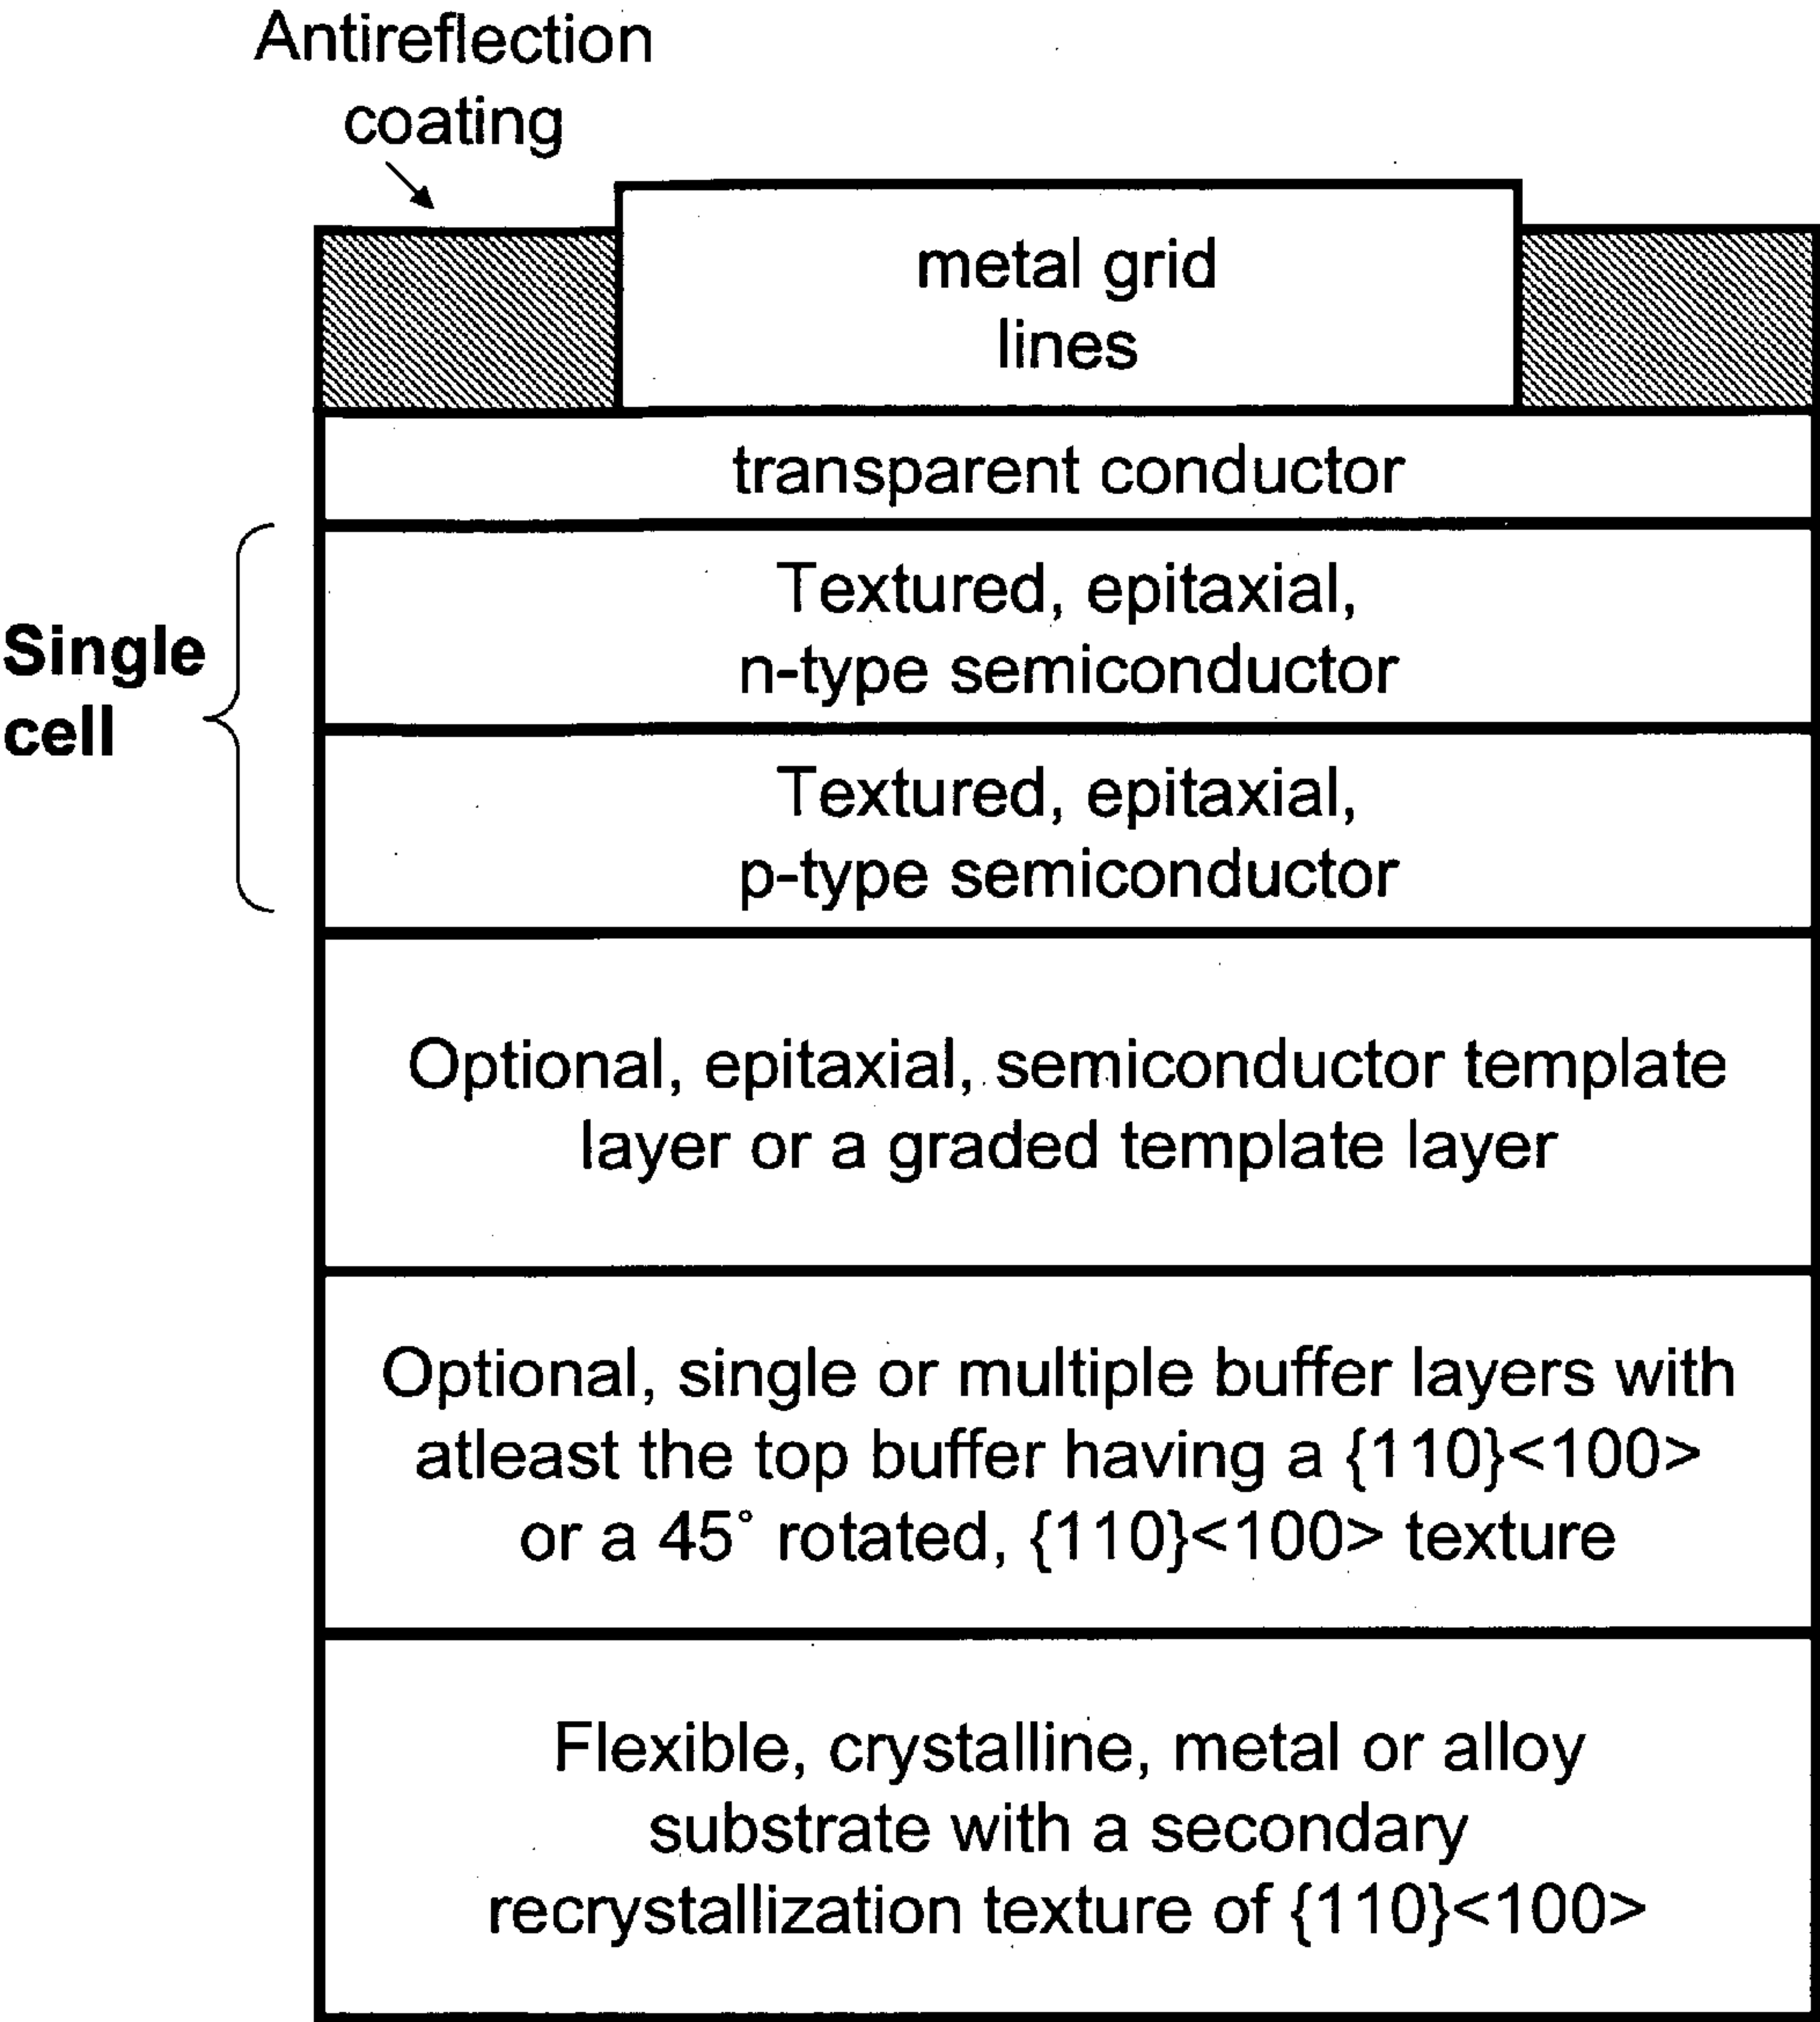 Antireflection
coating
metal grid
lines
transparent conductor
Single
cell
Textured, epitaxial,
n-type semiconductor
Textured, epitaxial,
p-type semiconductor
Optional, epitaxial, semiconductor template
layer or a graded template layer
Optional, single or multiple buffer layers with
atleast the top buffer having a {110}<100>
or a 45° rotated, {110}<100> texture
Flexible, crystalline, metal or alloy
substrate with a secondary
recrystallization texture of {110}<100>